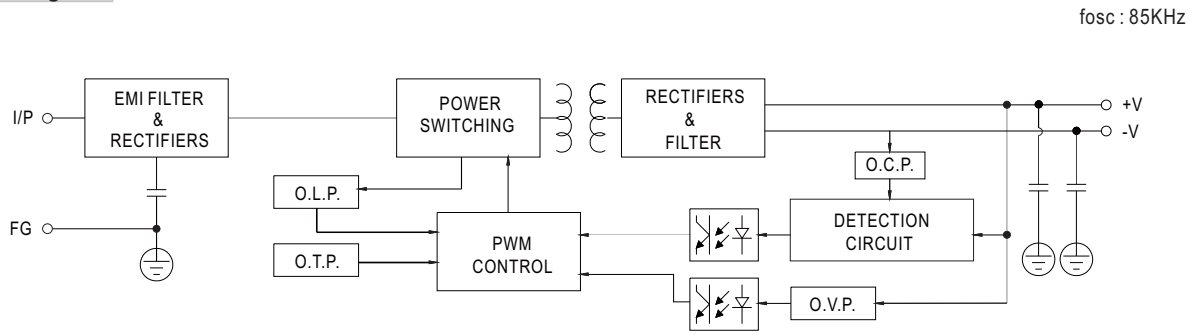 fosc : 85KHz
I/P
EMI FILTER
&
RECTIFIERS
POWER
SWITCHING
RECTIFIERS
&
FILTER
+V
-V
O.C.P.
O.L.P.
FG
DETECTION
CIRCUIT
PWM
CONTROL
O.T.P.
O.V.P.